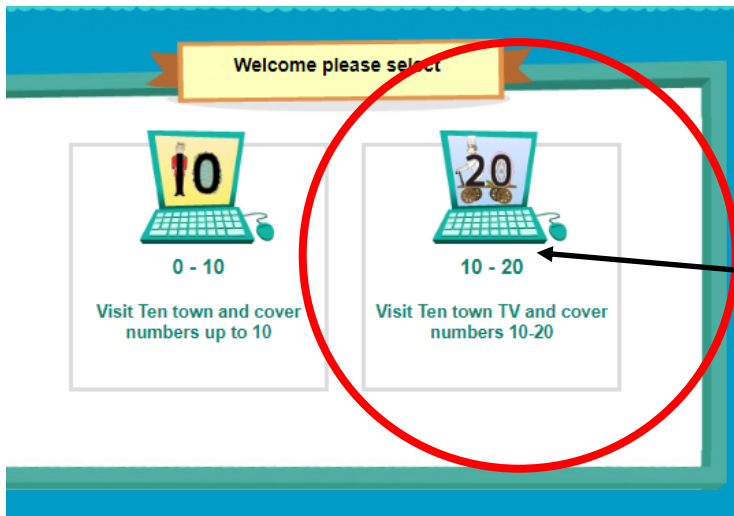 Welcome please select
10
20
0 - 10
10 - 20
Visit Ten town and cover
numbers up to 10
Visit Ten town TV and cover
numbers 10-20